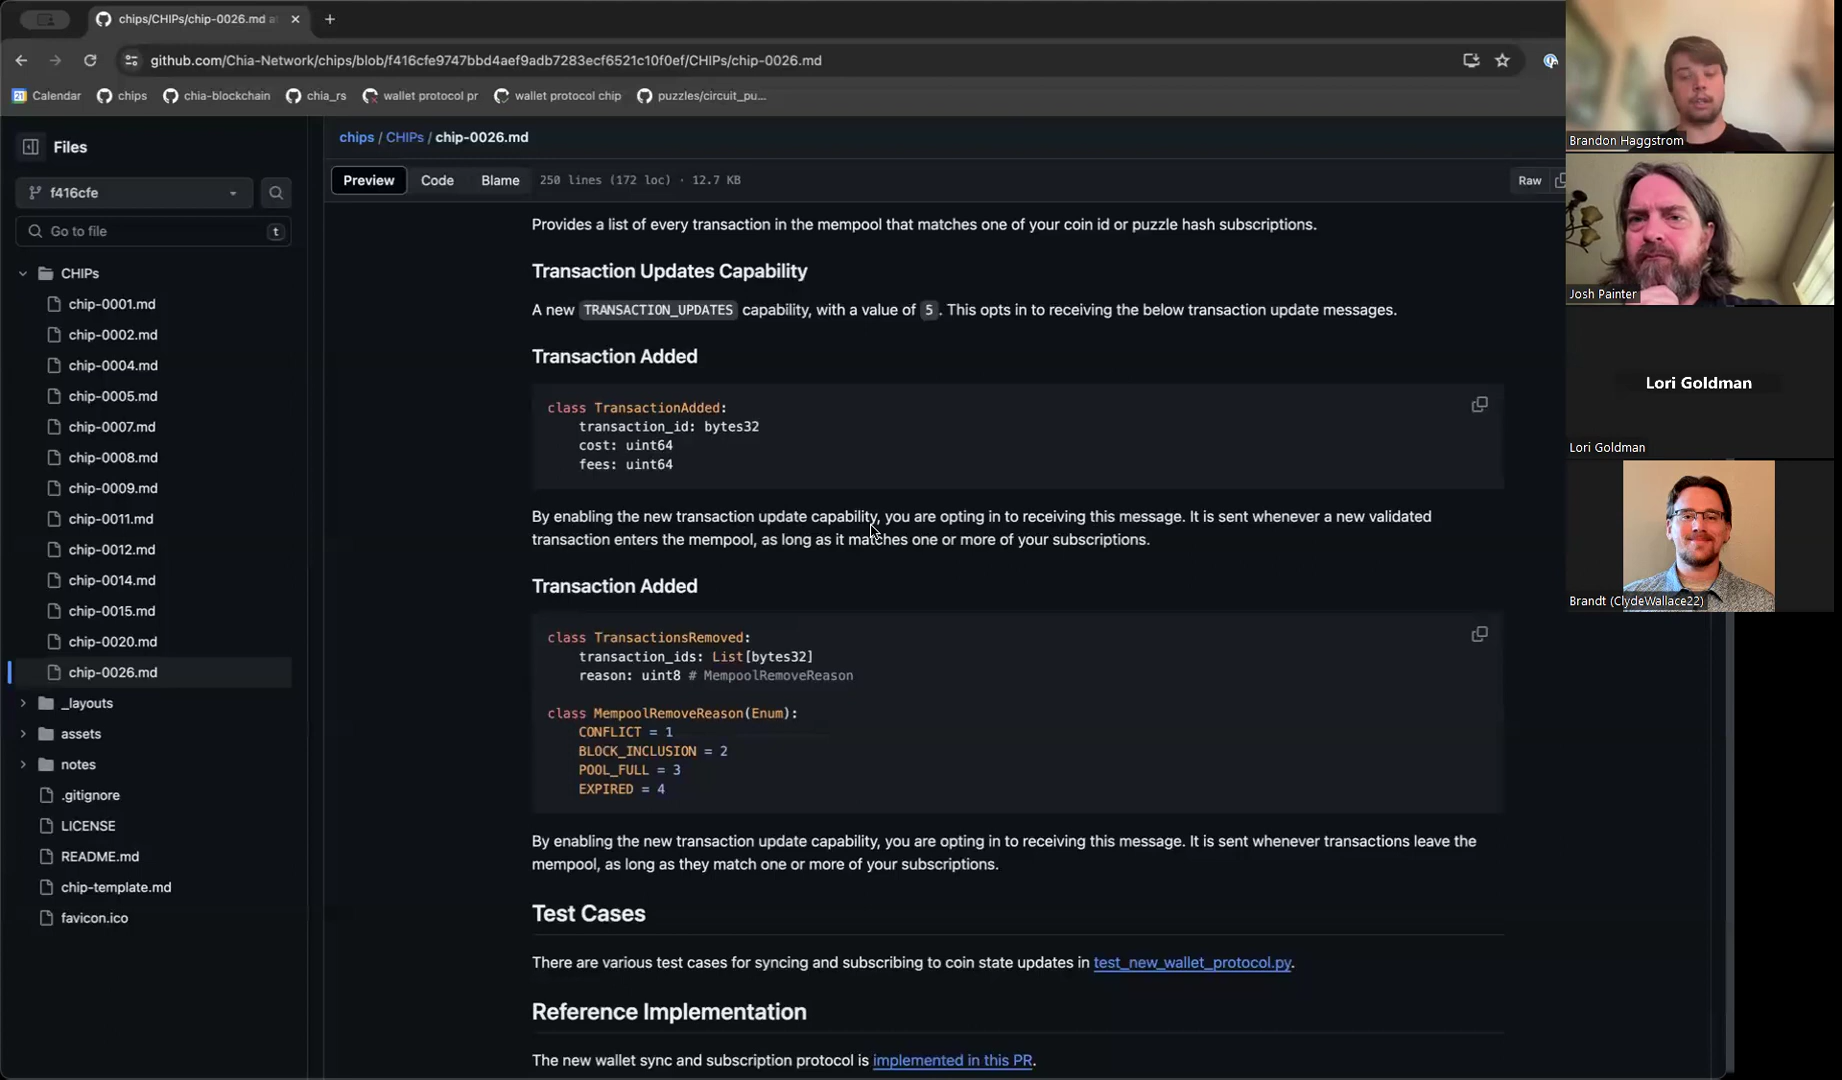 chips/CHIPs/chip-0026.md a
github.com/Chia-Network/chips/blob/f416cfe9747bbd4aef9adb7283ecf6521c10f0ef/CHIPs/chip-0026.md
21 Calendar
chips
chia-blockchain
chia_rs
wallet protocol pr
wallet protocol chip
puzzles/circuit_pu...
Files
f416cfe
Go to file
t
CHIPs
chip-0001.md
chip-0002.md
chip-0004.md
chip-0005.md
chip-0007.md
chip-0008.md
chip-0009.md
chip-0011.md
chip-0012.md
chip-0014.md
chip-0015.md
chip-0020.md
chip-0026.md
_layouts
assets
notes
.gitignore
LICENSE
README.md
chip-template.md
favicon.ico
chips / CHIPs / chip-0026.md
Preview
Code
Blame
250 lines (172 loc) · 12.7 KB
Raw
Provides a list of every transaction in the mempool that matches one of your coin id or puzzle hash subscriptions.
Transaction Updates Capability
A new TRANSACTION_UPDATES capability, with a value of 5. This opts in to receiving the below transaction update messages.
Transaction Added
class TransactionAdded:
transaction_id: bytes32
cost: uint64
fees: uint64
By enabling the new transaction update capability, you are opting in to receiving this message. It is sent whenever a new validated
transaction enters the mempool, as long as it matches one or more of your subscriptions.
Transaction Added
class TransactionsRemoved:
transaction_ids: List[bytes32]
reason: uint8 # MempoolRemoveReason
class MempoolRemoveReason(Enum):
CONFLICT = 1
BLOCK_INCLUSION = 2
POOL_FULL = 3
EXPIRED = 4
By enabling the new transaction update capability, you are opting in to receiving this message. It is sent whenever transactions leave the
mempool, as long as they match one or more of your subscriptions.
Test Cases
There are various test cases for syncing and subscribing to coin state updates in test_new_wallet_protocol.py.
Reference Implementation
The new wallet sync and subscription protocol is implemented in this PR.
Brandon Haggstrom
Josh Painter
Lori Goldman
Lori Goldman
Brandt (ClydeWallace22)